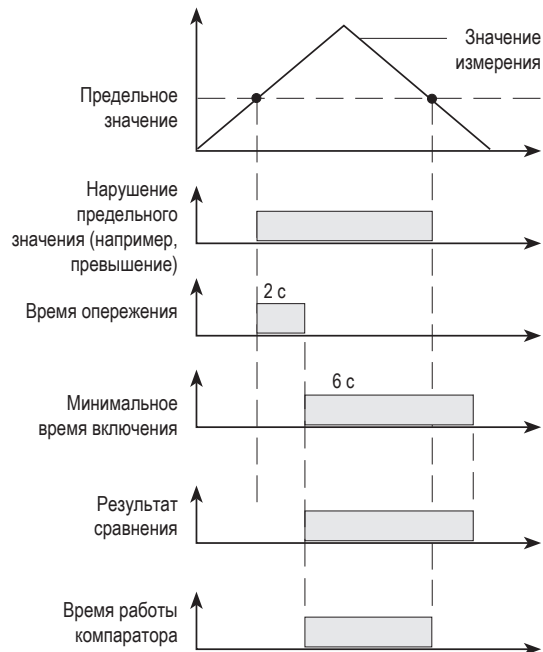 Значение
измерения
Предельное
значение
Нарушение
предельного
значения (например,
превышение)
2 с
Время опережения
6 с
Минимальное
время включения
Результат
сравнения
Время работы
компаратора